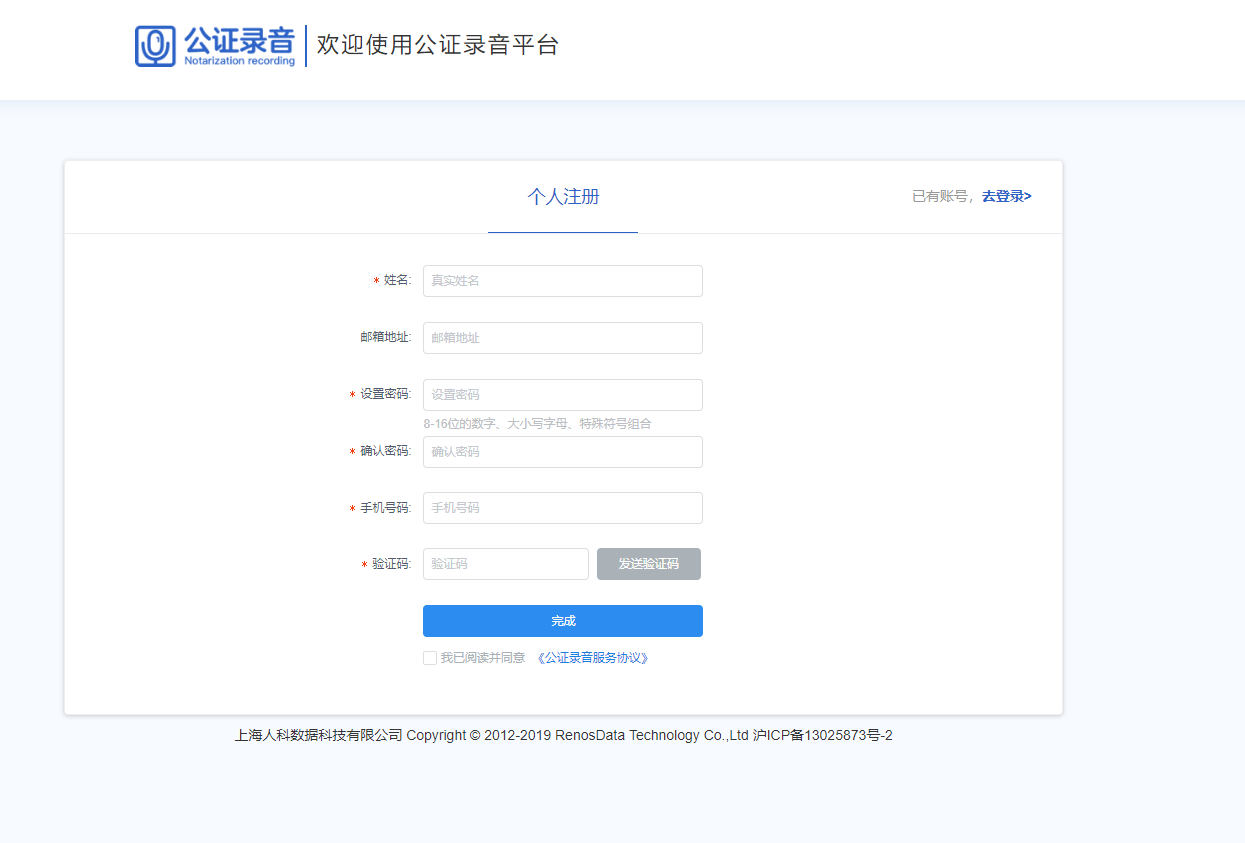 公证录音
Notarization recording
欢迎使用公证录音平台
个人注册
已有账号，去登录>
* 姓名:
真实姓名
邮箱地址:
邮箱地址
* 设置密码:
设置密码
8-16位的数字、大小写字母、特殊符号组合
* 确认密码:
确认密码
* 手机号码:
手机号码
* 验证码:
验证码
发送验证码
完成
我已阅读并同意 《公证录音服务协议》
上海人科数据科技有限公司 Copyright © 2012-2019 RenosData Technology Co.,Ltd 沪ICP备13025873号-2